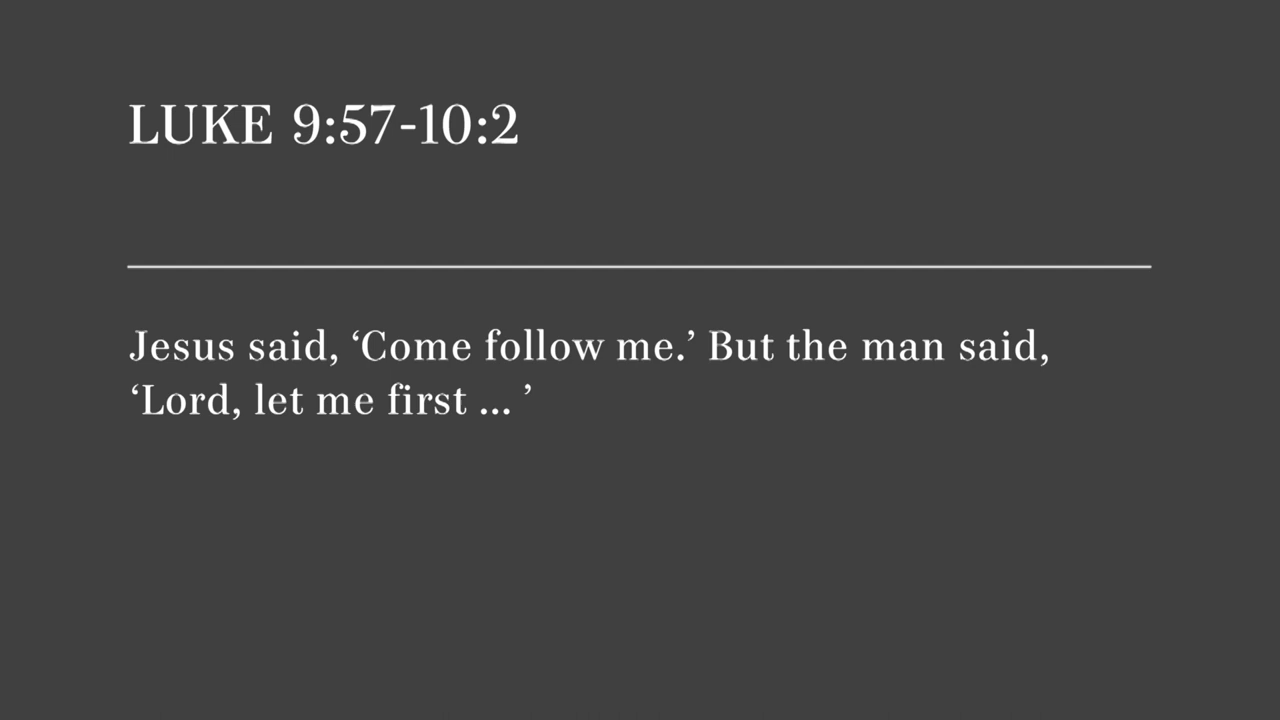 LUKE 9:57-10:2
Jesus said, ‘Come follow me.’ But the man said,
‘Lord, let me first ... ’